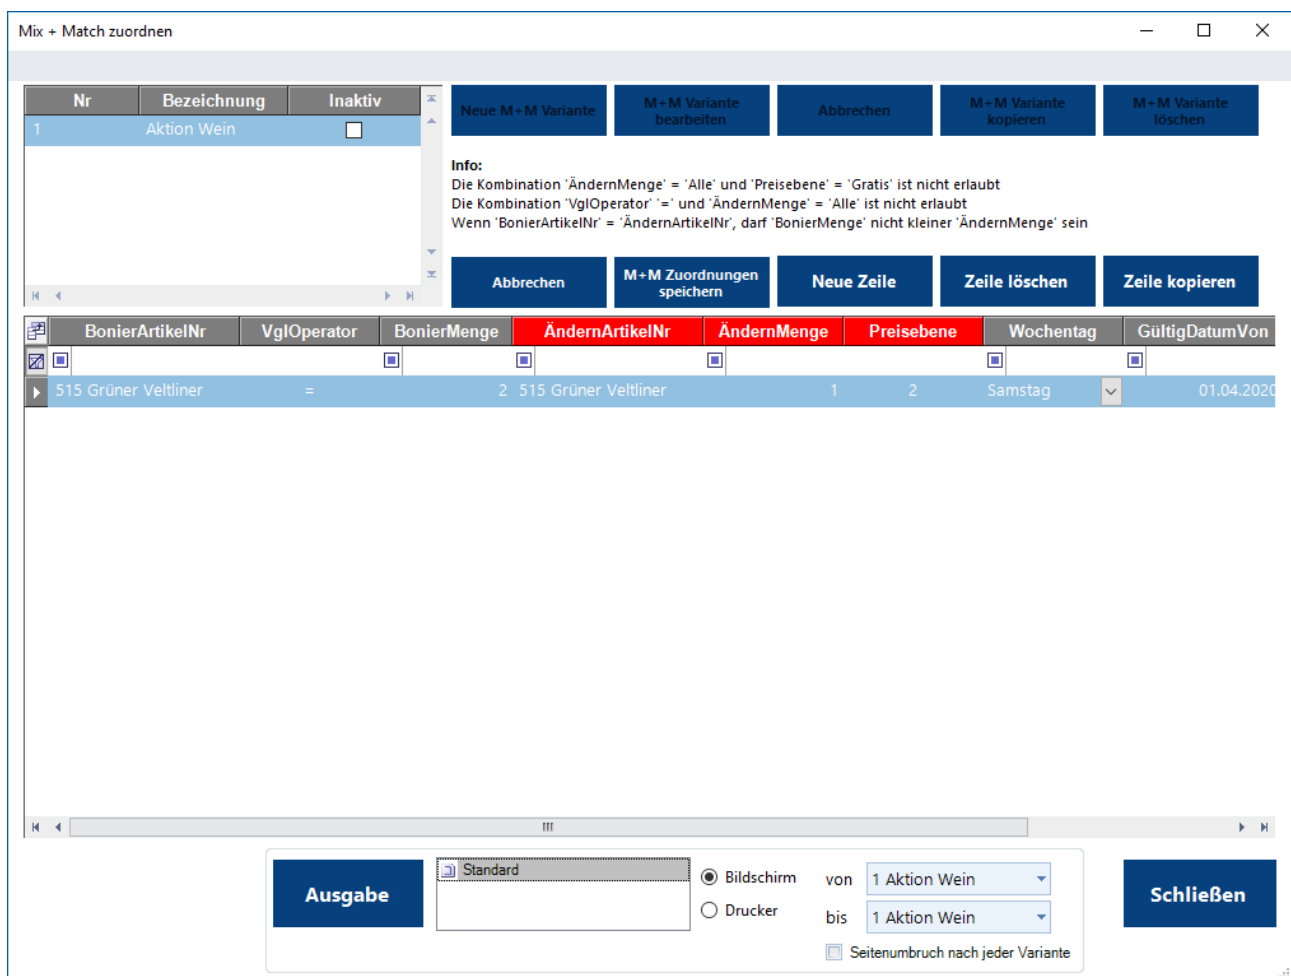 Mix + Match zuordnen
Nr Bezeichnung Inaktiv
1 Aktion Wein
Neue M+M Variante
M+M Variante
bearbeiten
Abbrechen
M+M Variante
kopieren
M+M Variante
löschen
Info:
Die Kombination 'ÄndernMenge' = 'Alle' und 'Preisebene' = 'Gratis' ist nicht erlaubt
Die Kombination 'VglOperator' '=' und 'ÄndernMenge' = 'Alle' ist nicht erlaubt
Wenn 'BonierArtikelNr' = 'ÄndernArtikelNr', darf 'BonierMenge' nicht kleiner 'ÄndernMenge' sein
Abbrechen
M+M Zuordnungen
speichern
Neue Zeile
Zeile löschen
Zeile kopieren
BonierArtikelNr VglOperator BonierMenge ÄndernArtikelNr ÄndernMenge Preisebene Wochentag GültigDatumVon
515 Grüner Veltliner = 2 515 Grüner Veltliner 1 2 Samstag 01.04.2020
Ausgabe
Standard
Bildschirm
Drucker
von 1 Aktion Wein
bis 1 Aktion Wein
Seitenumbruch nach jeder Variante
Schließen